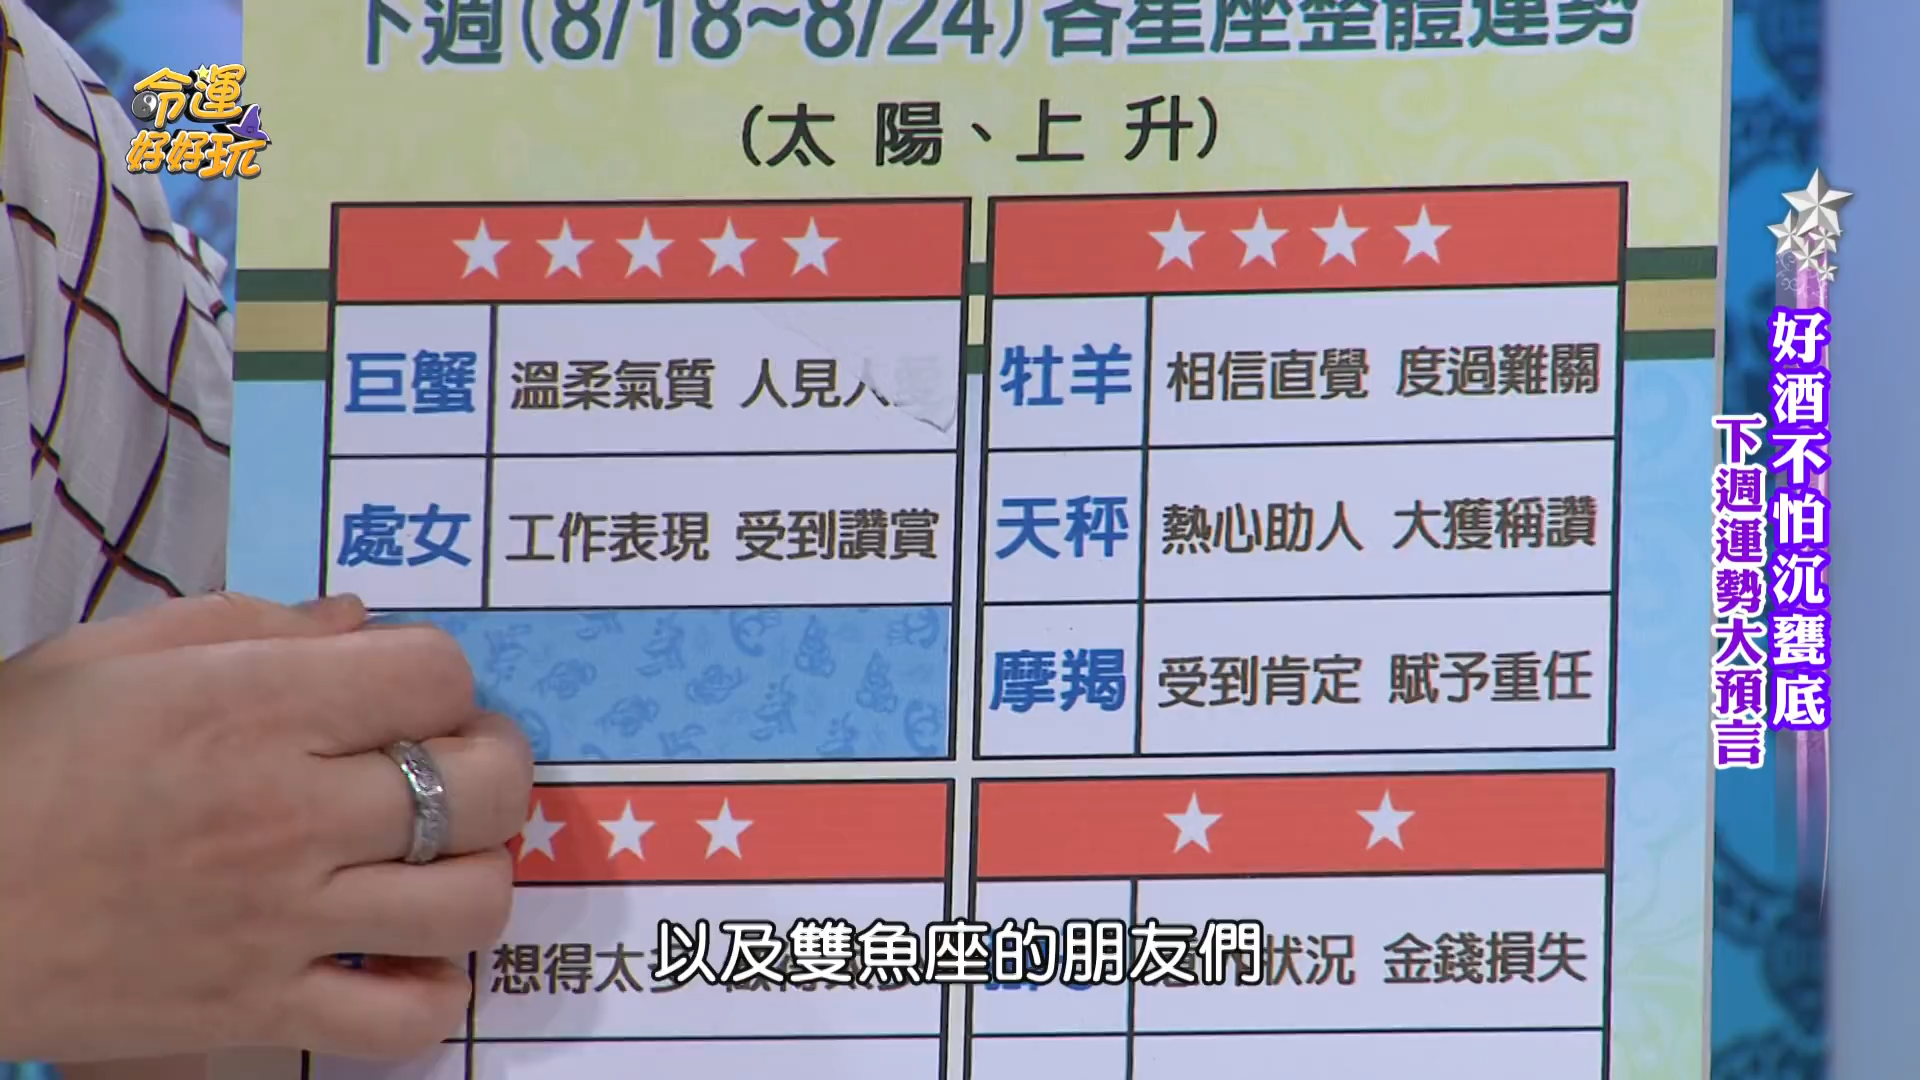 下週(8/18~8/24)各星座整體運勢
命運好好玩
(太陽、上升)
★★★★★
巨蟹 溫柔氣質 人見人愛
處女 工作表現 受到讚賞
★★★★
牡羊 相信直覺 度過難關
天秤 熱心助人 大獲稱讚
摩羯 受到肯定 賦予重任
★★★
想得太多
★★
狀況 金錢損失
以及雙魚座的朋友們
好酒不怕沉甕底
下週運勢大預言